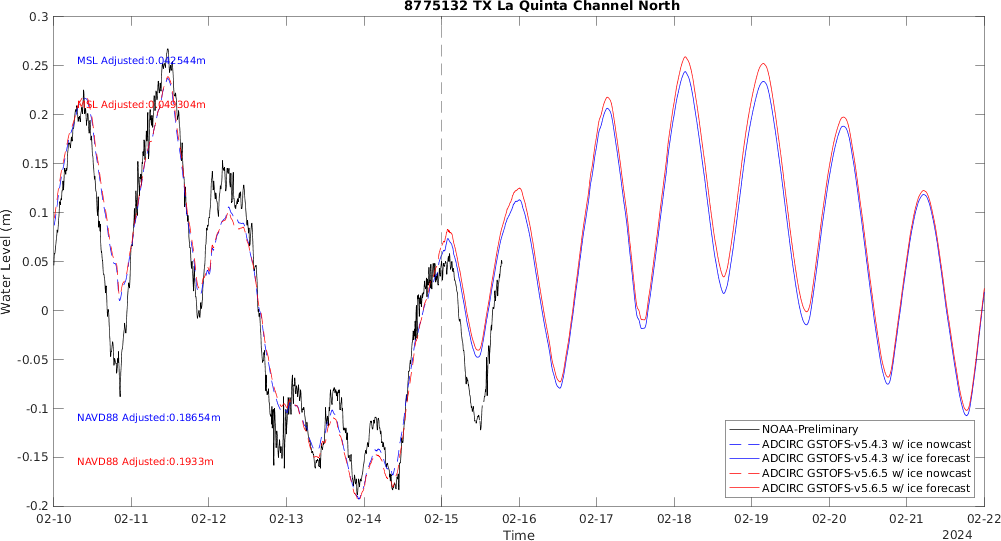 8775132 TX La Quinta Channel North
0.3
0.25
0.2
0.15
0.1
0.05
0
-0.05
-0.1
-0.15
-0.2
Water Level (m)
MSL Adjusted:0.042544m
MSL Adjusted:0.049304m
NAVD88 Adjusted:0.18654m
NAVD88 Adjusted:0.1933m
NOAA-Preliminary
ADCIRC GSTOFS-v5.4.3 w/ ice nowcast
ADCIRC GSTOFS-v5.4.3 w/ ice forecast
ADCIRC GSTOFS-v5.6.5 w/ ice nowcast
ADCIRC GSTOFS-v5.6.5 w/ ice forecast
02-10 02-11 02-12 02-13 02-14 02-15 02-16 02-17 02-18 02-19 02-20 02-21 02-22
Time
2024